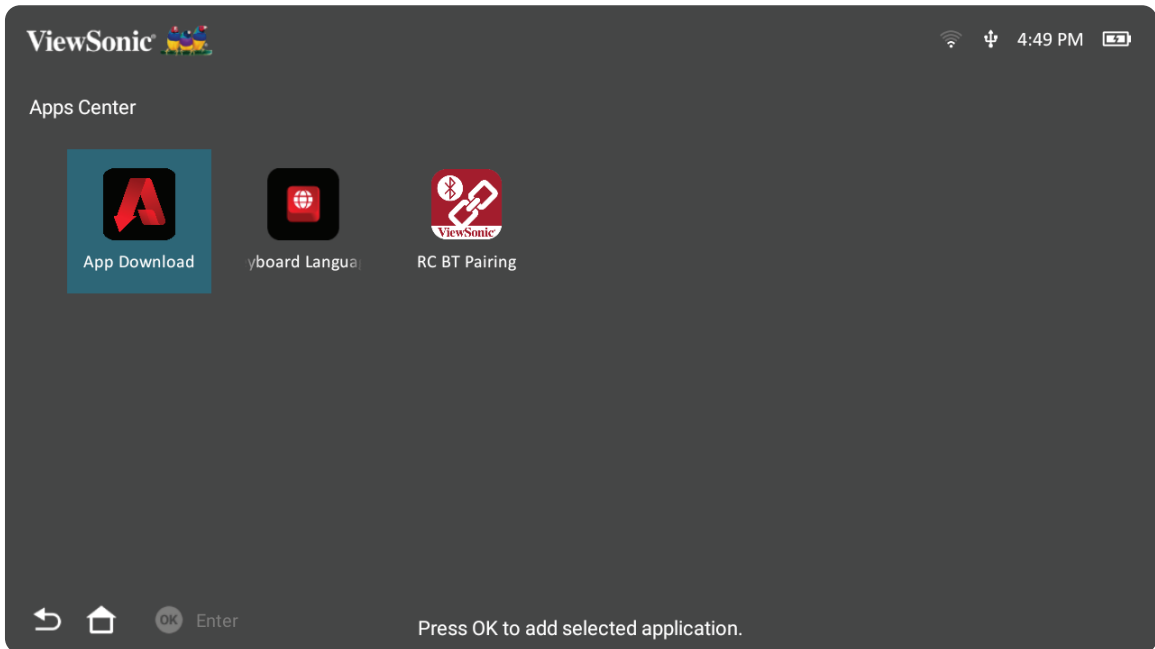 ViewSonic®
4:49 PM
Apps Center
ViewSonic
App Download
yboard Langua
RC BT Pairing
OK Enter
Press OK to add selected application.